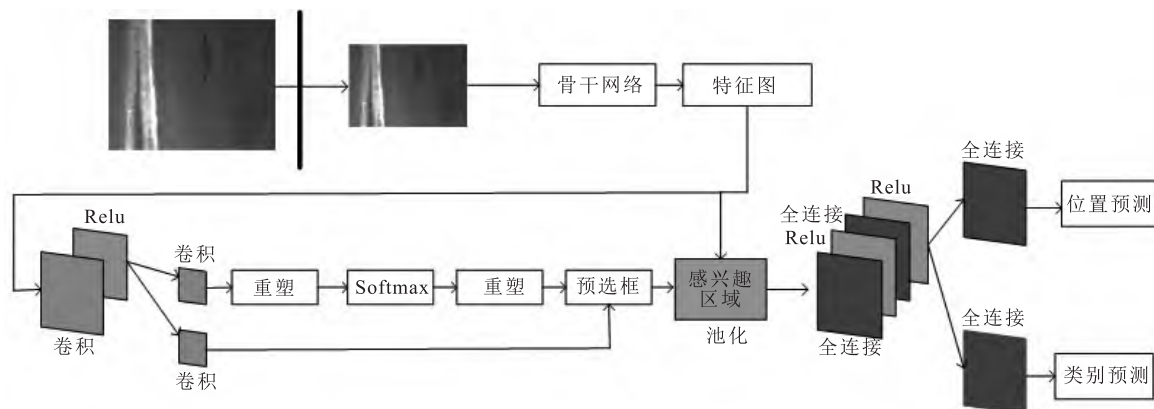 骨干网络
特征图
Relu
卷积
卷积
重塑
Softmax
重塑
预选框
卷积
感兴趣
区域
池化
全连接
Relu
全连接
Relu
全连接
位置预测
全连接
类别预测